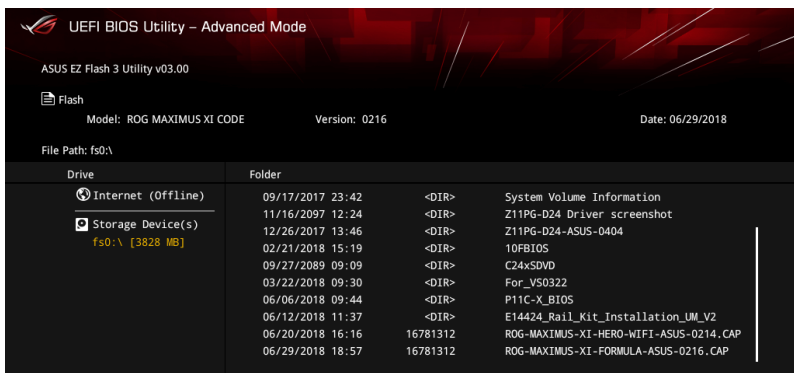 UEFI BIOS Utility – Advanced Mode
ASUS EZ Flash 3 Utility v03.00
Flash
Model: ROG MAXIMUS XI CODE Version: 0216 Date: 06/29/2018
File Path: fs0:\
Drive Folder
Internet (Offline) 09/17/2017 23:42 <DIR> System Volume Information
11/16/2097 12:24 <DIR> Z11PG-D24 Driver screenshot
Storage Device(s) 12/26/2017 13:46 <DIR> Z11PG-D24-ASUS-0404
fs0:\ [3828 MB] 02/21/2018 15:19 <DIR> 10FBIOS
09/27/2089 09:09 <DIR> C24xSDVD
03/22/2018 09:30 <DIR> For_VS0322
06/06/2018 09:44 <DIR> P11C-X_BIOS
06/12/2018 11:37 <DIR> E14424_Rail_Kit_Installation_UM_V2
06/20/2018 16:16 16781312 ROG-MAXIMUS-XI-HERO-WIFI-ASUS-0214.CAP
06/29/2018 18:57 16781312 ROG-MAXIMUS-XI-FORMULA-ASUS-0216.CAP